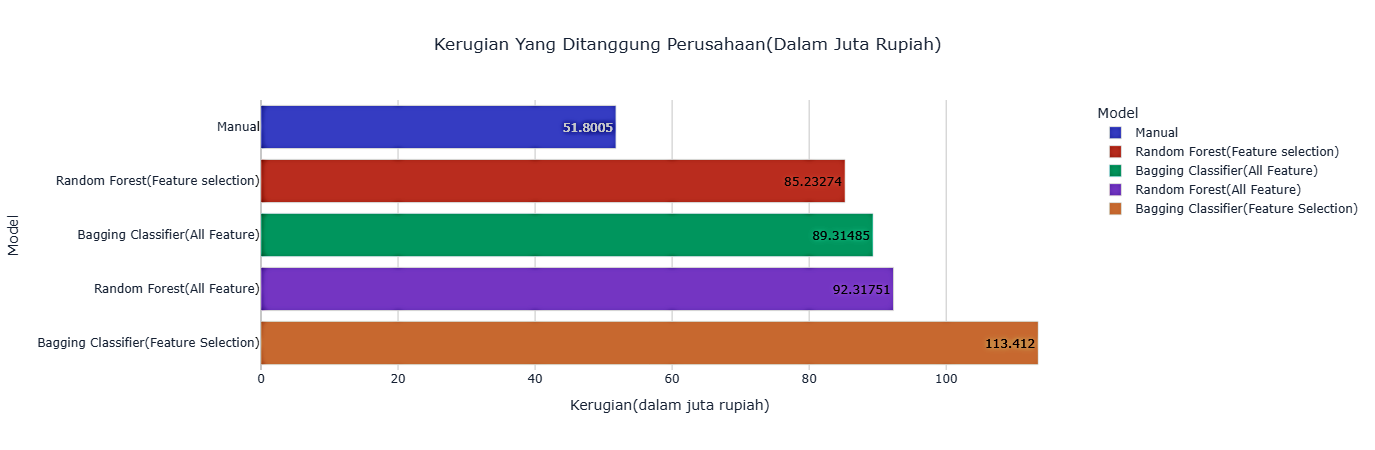 Kerugian Yang Ditanggung Perusahaan(Dalam Juta Rupiah)
Model
Manual
51.8005
Random Forest(Feature selection)
85.23274
Bagging Classifier(All Feature)
89.31485
Random Forest(All Feature)
92.31751
Bagging Classifier(Feature Selection)
113.412
0 20 40 60 80 100
Kerugian(dalam juta rupiah)
Model
Manual
Random Forest(Feature selection)
Bagging Classifier(All Feature)
Random Forest(All Feature)
Bagging Classifier(Feature Selection)